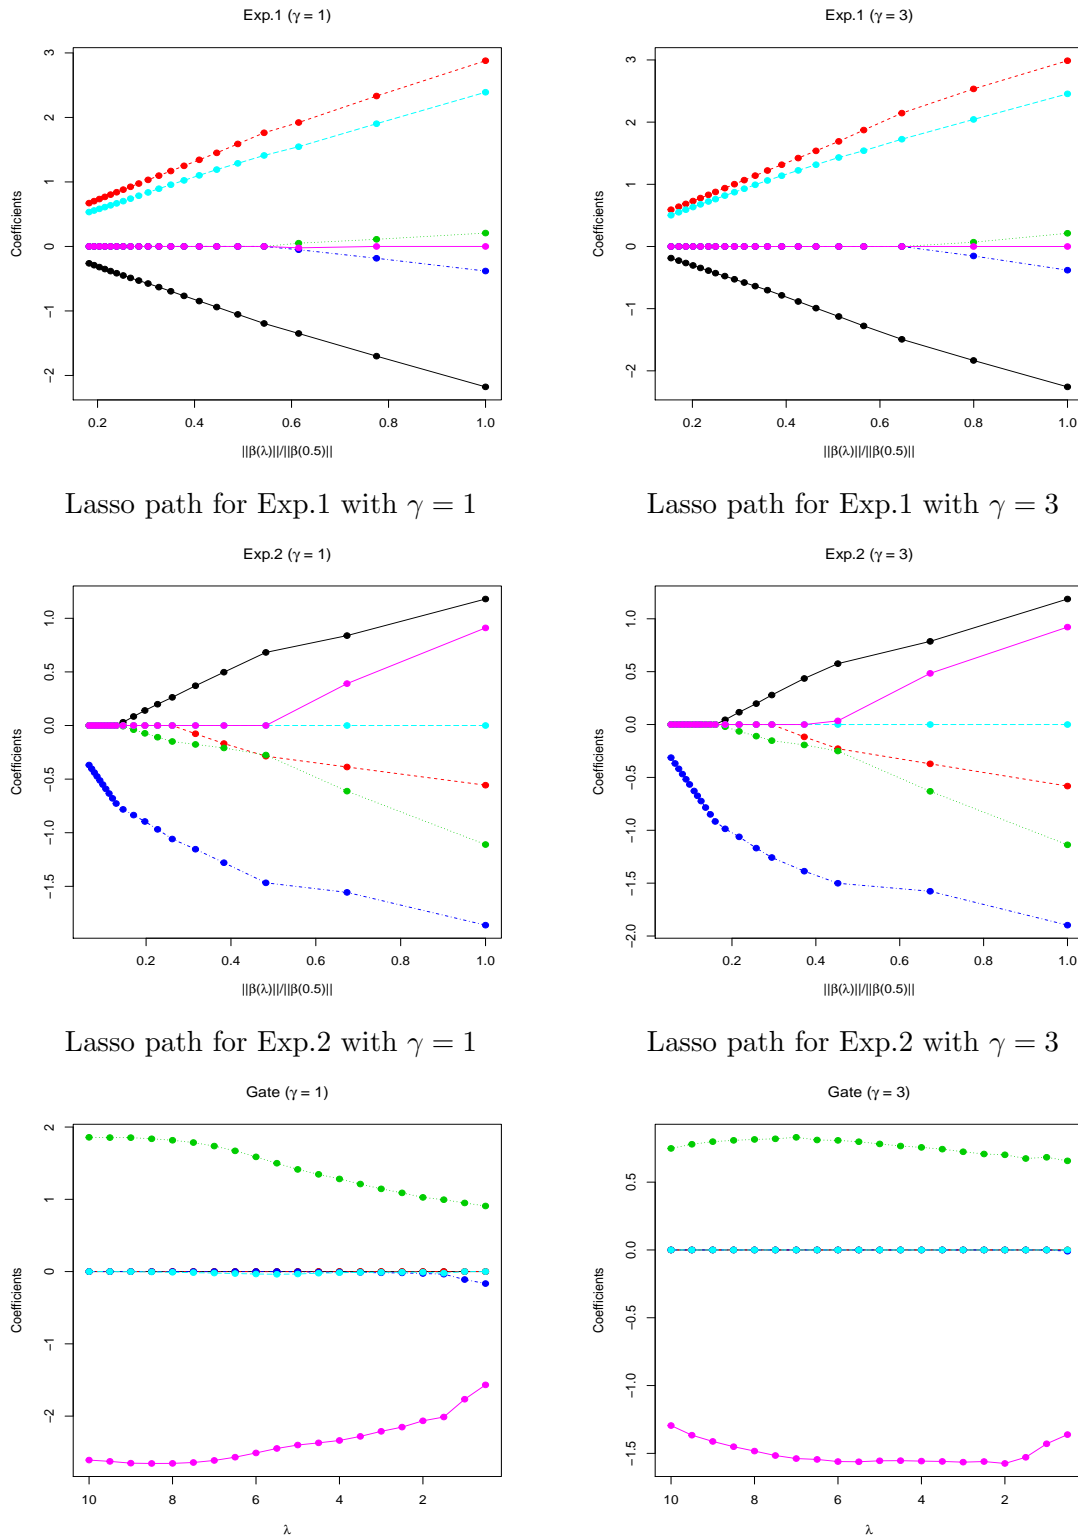 Exp.1 (γ = 1)
Coefficients
3
2
1
0
−1
−2
0.2 0.4 0.6 0.8 1.0
||β(λ)||/||β(0.5)||
Lasso path for Exp.1 with γ = 1
Exp.1 (γ = 3)
Coefficients
3
2
1
0
−1
−2
0.2 0.4 0.6 0.8 1.0
||β(λ)||/||β(0.5)||
Lasso path for Exp.1 with γ = 3
Exp.2 (γ = 1)
Coefficients
1.0
0.5
0.0
−0.5
−1.0
−1.5
0.2 0.4 0.6 0.8 1.0
||β(λ)||/||β(0.5)||
Lasso path for Exp.2 with γ = 1
Exp.2 (γ = 3)
Coefficients
1.0
0.5
0.0
−0.5
−1.0
−1.5
−2.0
0.2 0.4 0.6 0.8 1.0
||β(λ)||/||β(0.5)||
Lasso path for Exp.2 with γ = 3
Gate (γ = 1)
Coefficients
2
1
0
−1
−2
10 8 6 4 2
λ
Gate (γ = 3)
Coefficients
0.5
0.0
−0.5
−1.0
−1.5
10 8 6 4 2
λ